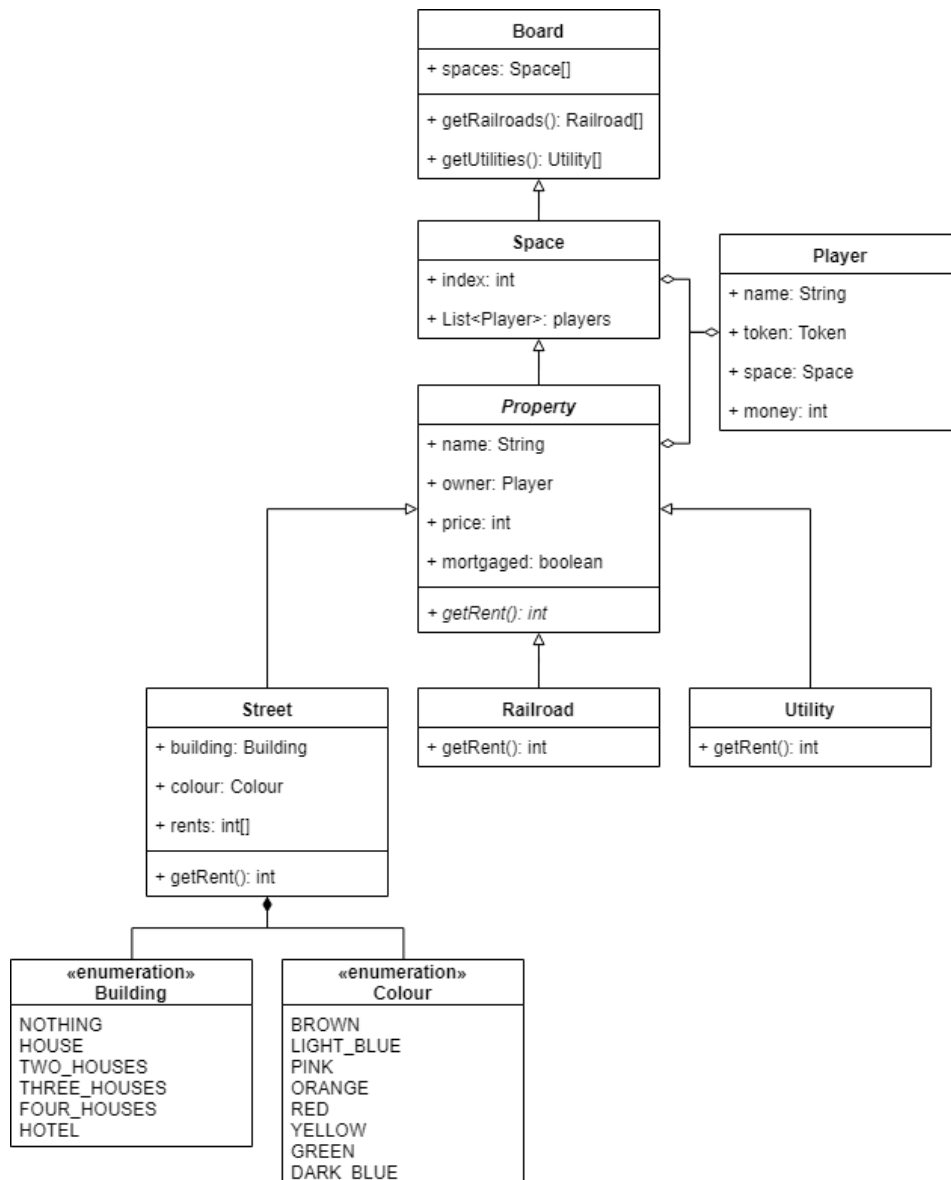 Board
+ spaces: Space[]
+ getRailroads(): Railroad[]
+ getUtilities(): Utility[]
Space
+ index: int
+ List<Player>: players
Player
+ name: String
+ token: Token
+ space: Space
+ money: int
Property
+ name: String
+ owner: Player
+ price: int
+ mortgaged: boolean
+ getRent(): int
Street
+ building: Building
+ colour: Colour
+ rents: int[]
+ getRent(): int
Railroad
+ getRent(): int
Utility
+ getRent(): int
«enumeration»
Building
NOTHING
HOUSE
TWO_HOUSES
THREE_HOUSES
FOUR_HOUSES
HOTEL
«enumeration»
Colour
BROWN
LIGHT_BLUE
PINK
ORANGE
RED
YELLOW
GREEN
DARK_BLUE